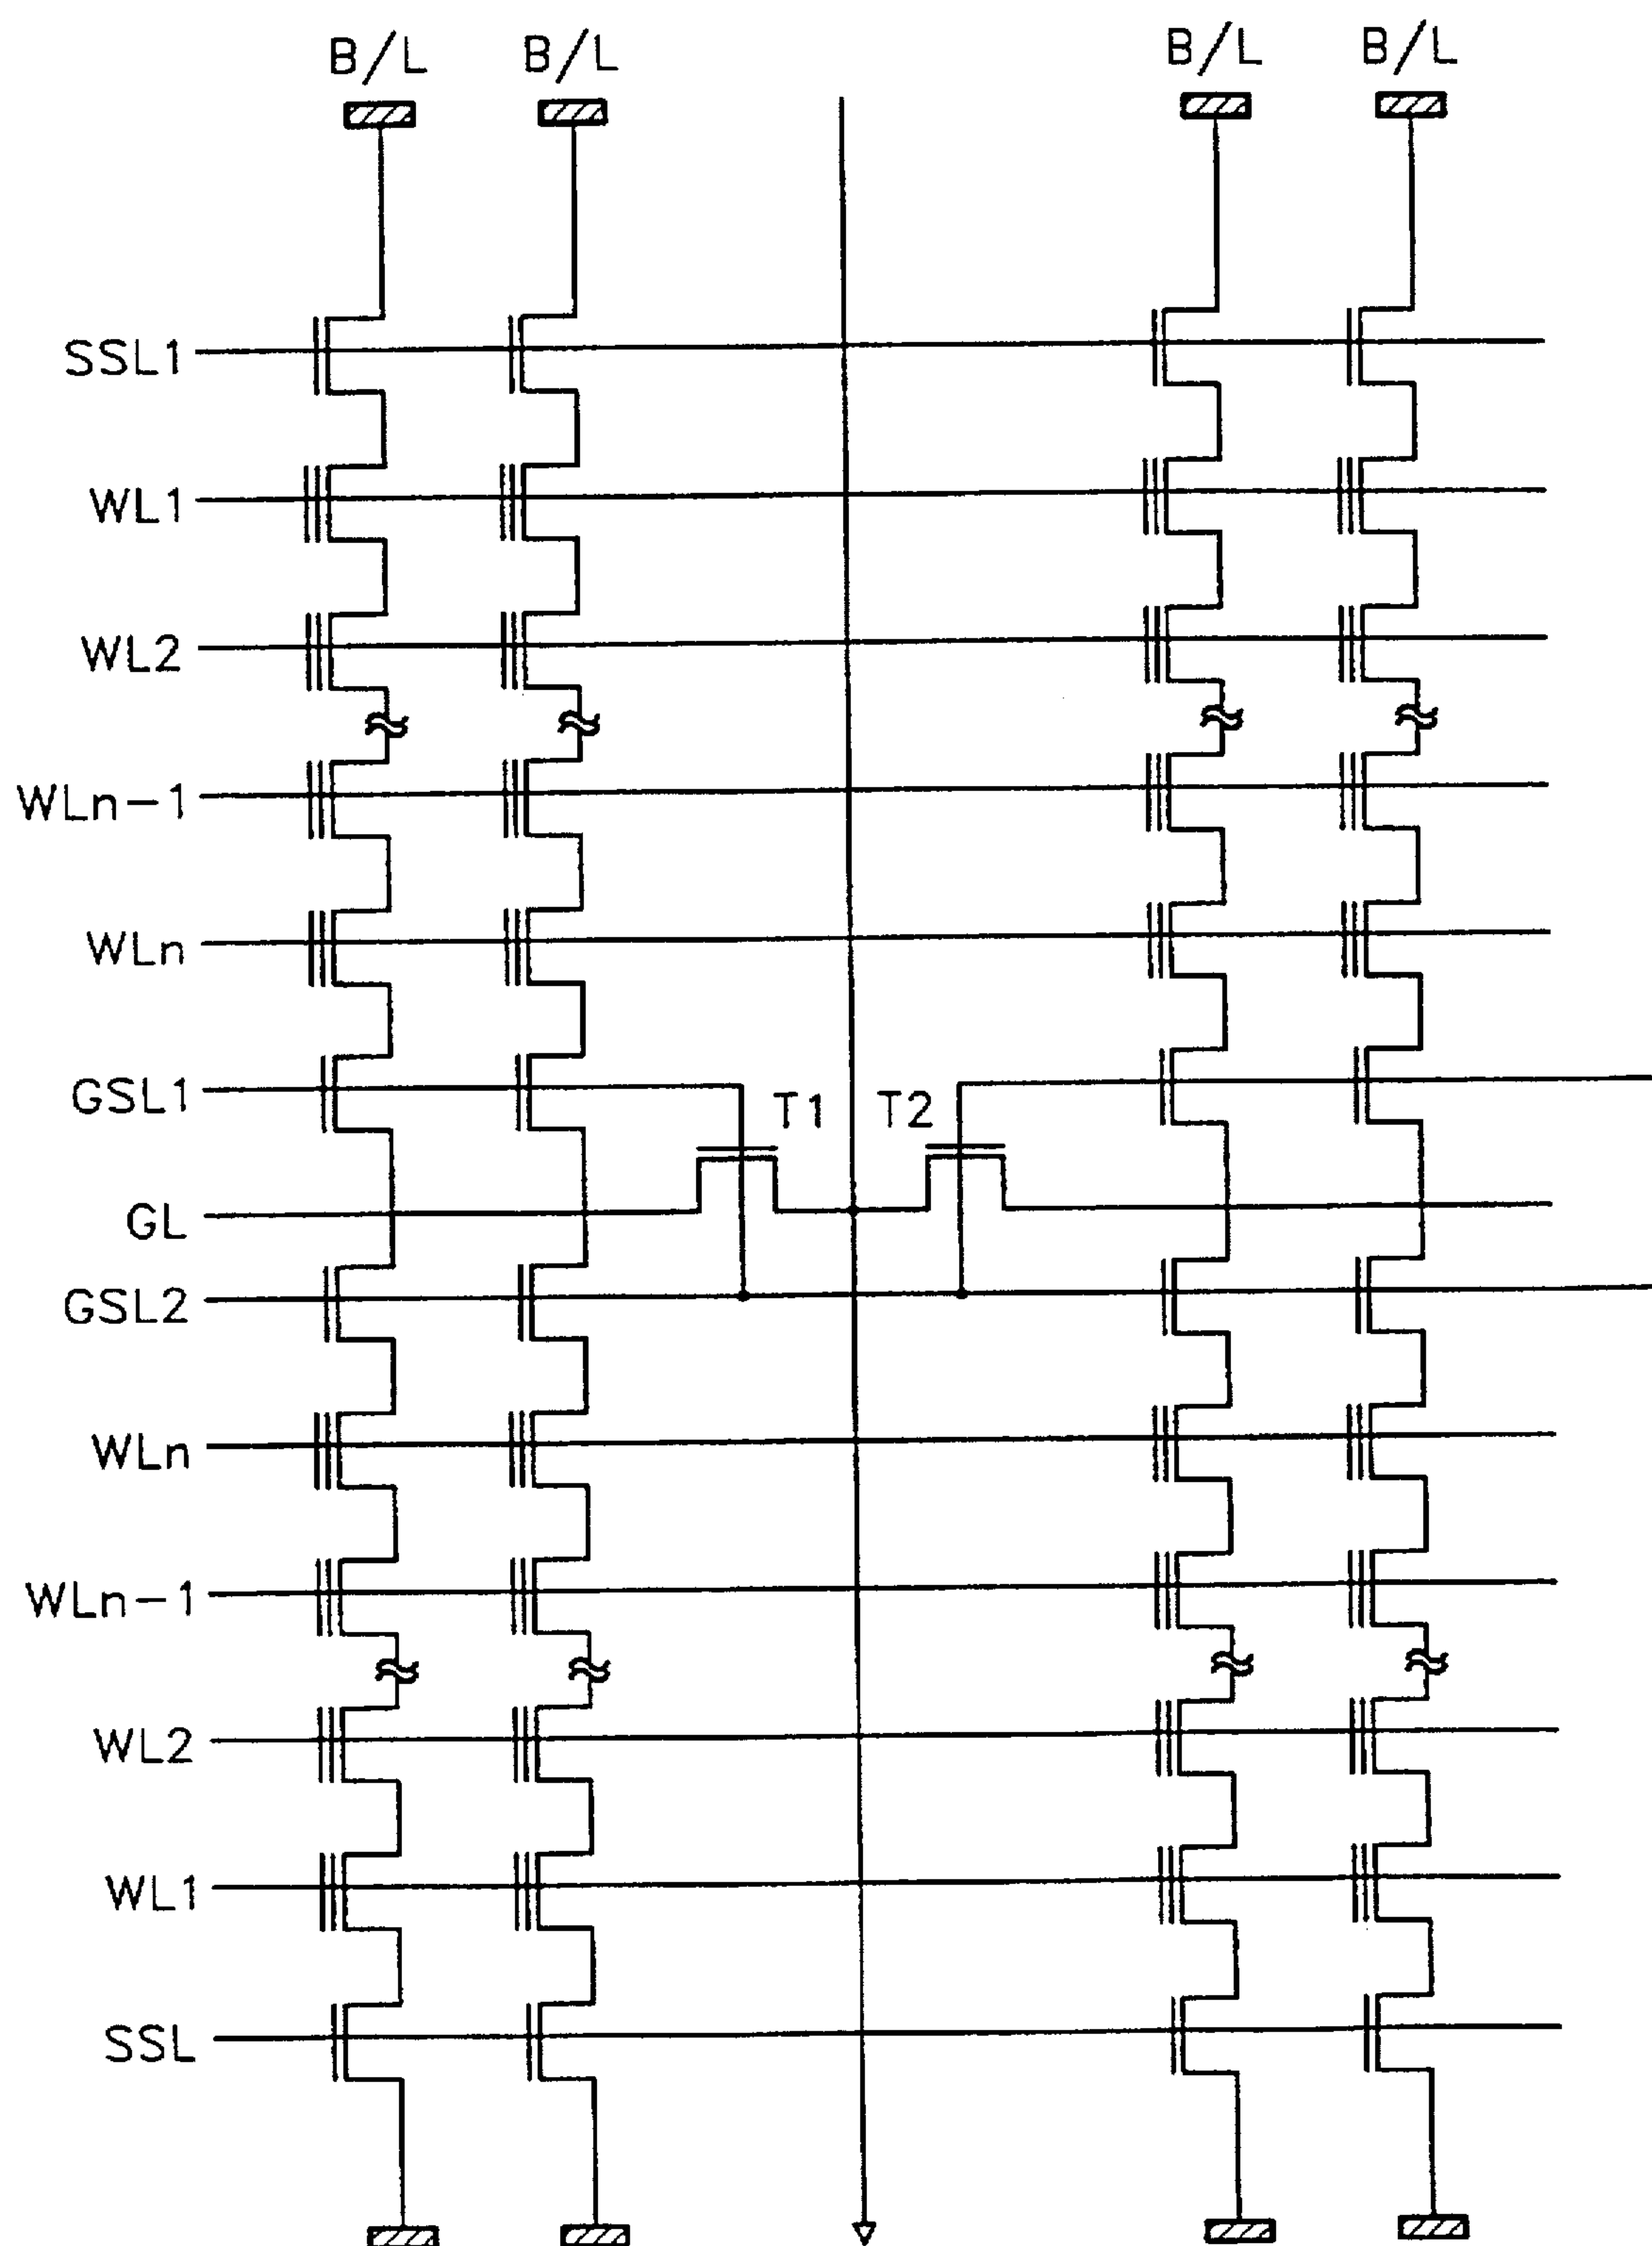 B/L B/L B/L B/L
SSL1
WL1
WL2
WLn-1
WLn
GSL1
T1 T2
GL
GSL2
WLn
WLn-1
WL2
WL1
SSL